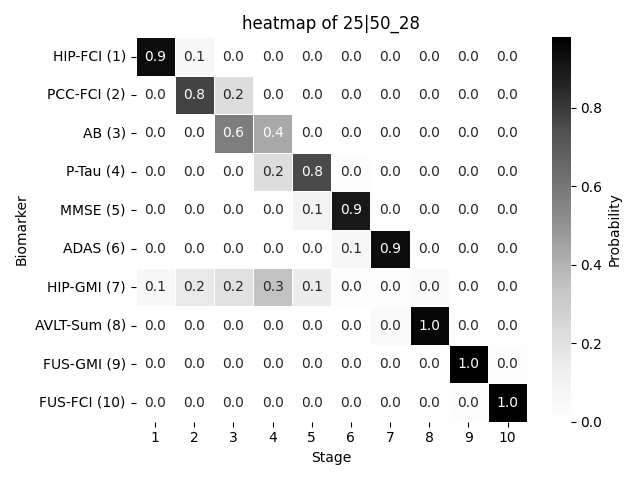 heatmap of 25|50_28
HIP-FCI (1) 0.9 0.1 0.0 0.0 0.0 0.0 0.0 0.0 0.0 0.0
PCC-FCI (2) 0.0 0.8 0.2 0.0 0.0 0.0 0.0 0.0 0.0 0.0
AB (3) 0.0 0.0 0.6 0.4 0.0 0.0 0.0 0.0 0.0 0.0
P-Tau (4) 0.0 0.0 0.0 0.2 0.8 0.0 0.0 0.0 0.0 0.0
MMSE (5) 0.0 0.0 0.0 0.0 0.1 0.9 0.0 0.0 0.0 0.0
ADAS (6) 0.0 0.0 0.0 0.0 0.0 0.1 0.9 0.0 0.0 0.0
HIP-GMI (7) 0.1 0.2 0.2 0.3 0.1 0.0 0.0 0.0 0.0 0.0
AVLT-Sum (8) 0.0 0.0 0.0 0.0 0.0 0.0 0.0 1.0 0.0 0.0
FUS-GMI (9) 0.0 0.0 0.0 0.0 0.0 0.0 0.0 0.0 1.0 0.0
FUS-FCI (10) 0.0 0.0 0.0 0.0 0.0 0.0 0.0 0.0 0.0 1.0
1 2 3 4 5 6 7 8 9 10
Stage
Biomarker
0.8
0.6
0.4
0.2
0.0
Probability